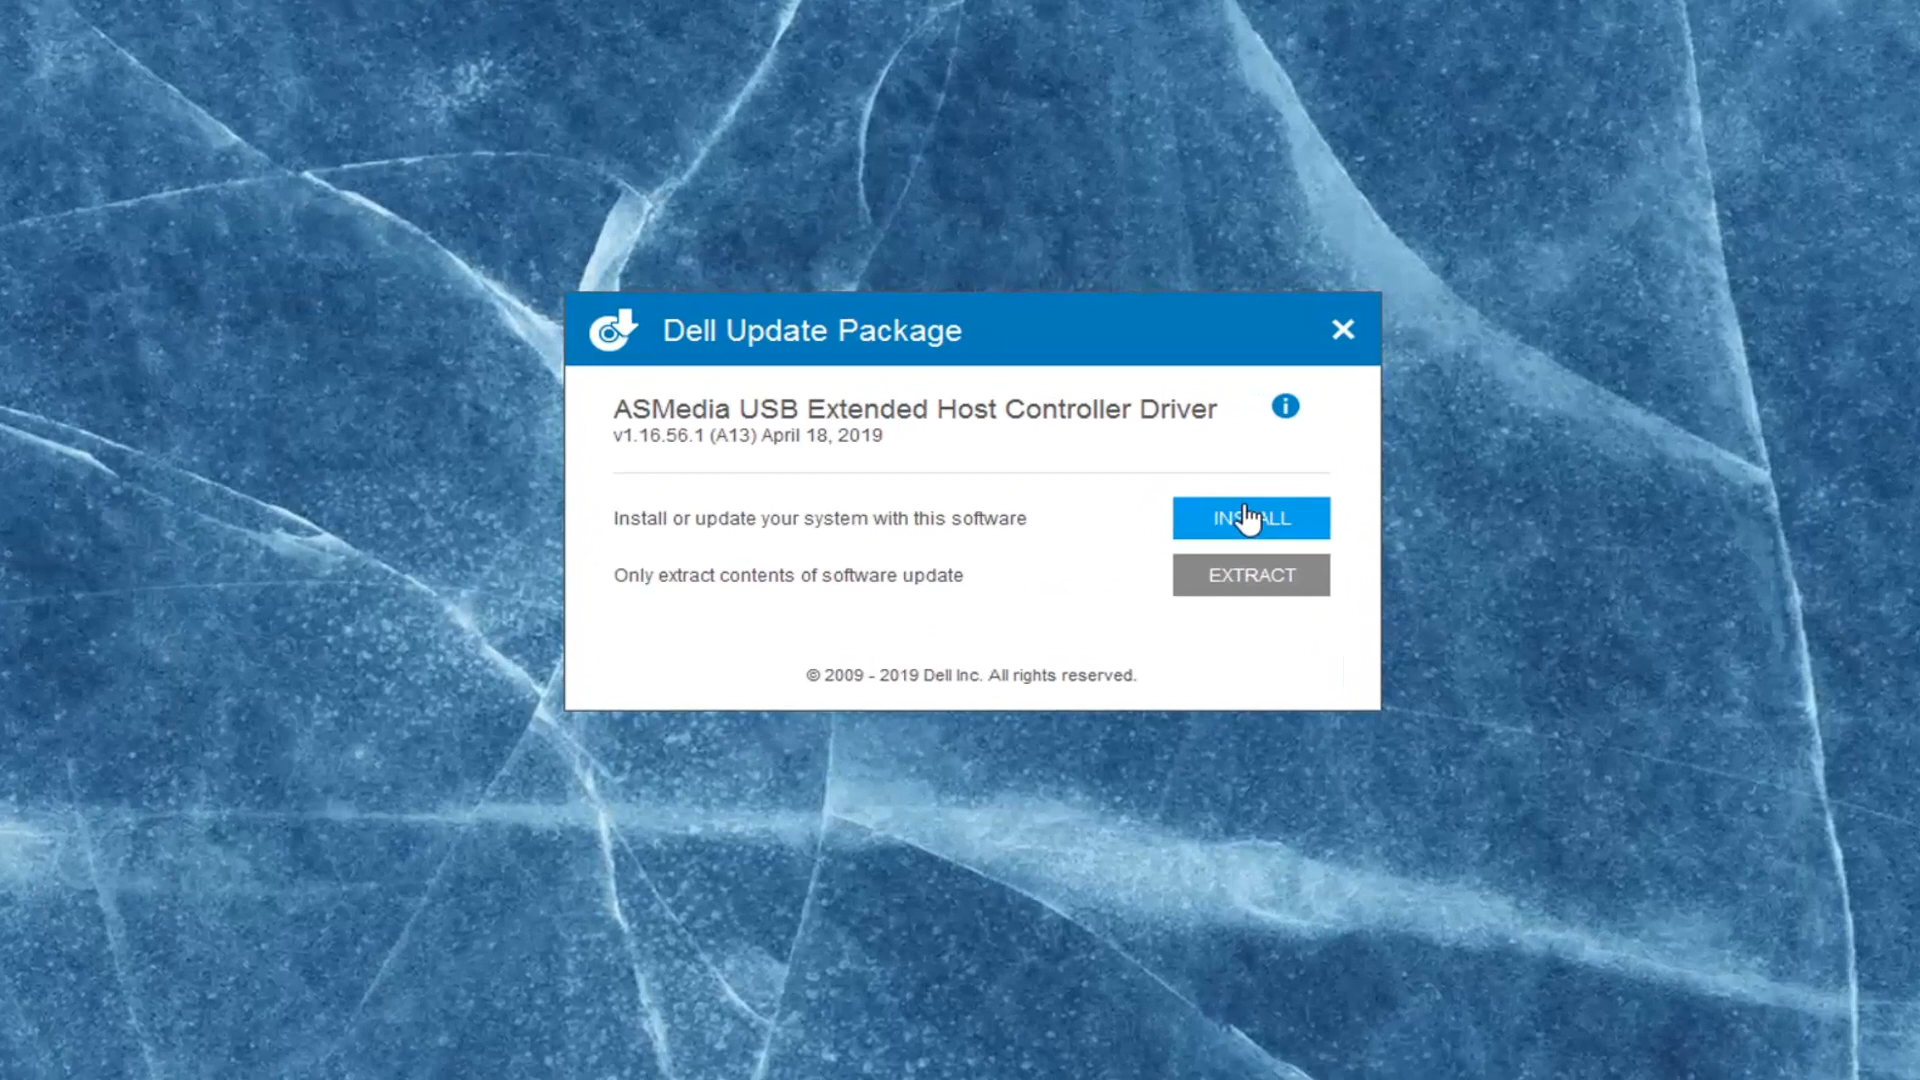 Dell Update Package
ASMedia USB Extended Host Controller Driver
v1.16.56.1 (A13) April 18, 2019
Install or update your system with this software
INSTALL
Only extract contents of software update
EXTRACT
© 2009 - 2019 Dell Inc. All rights reserved.